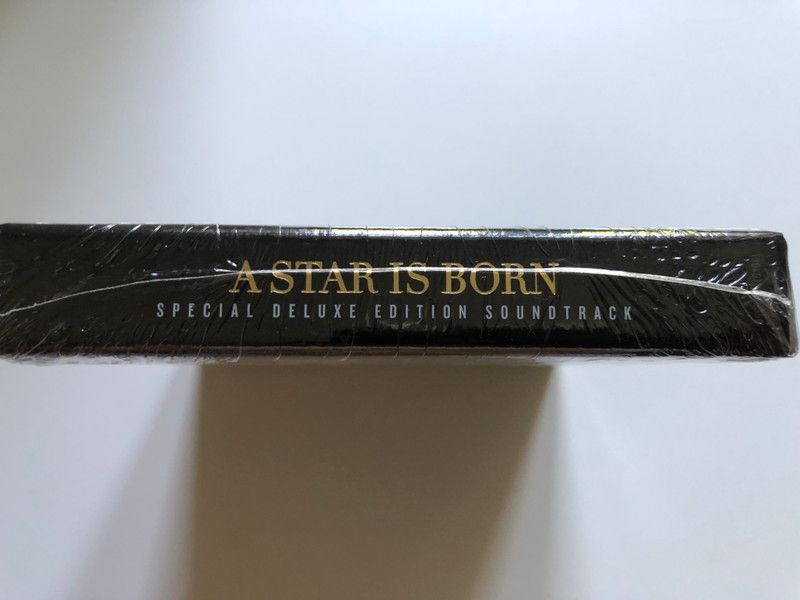 A STAR IS BORN
SPECIAL DELUXE EDITION SOUNDTRACK